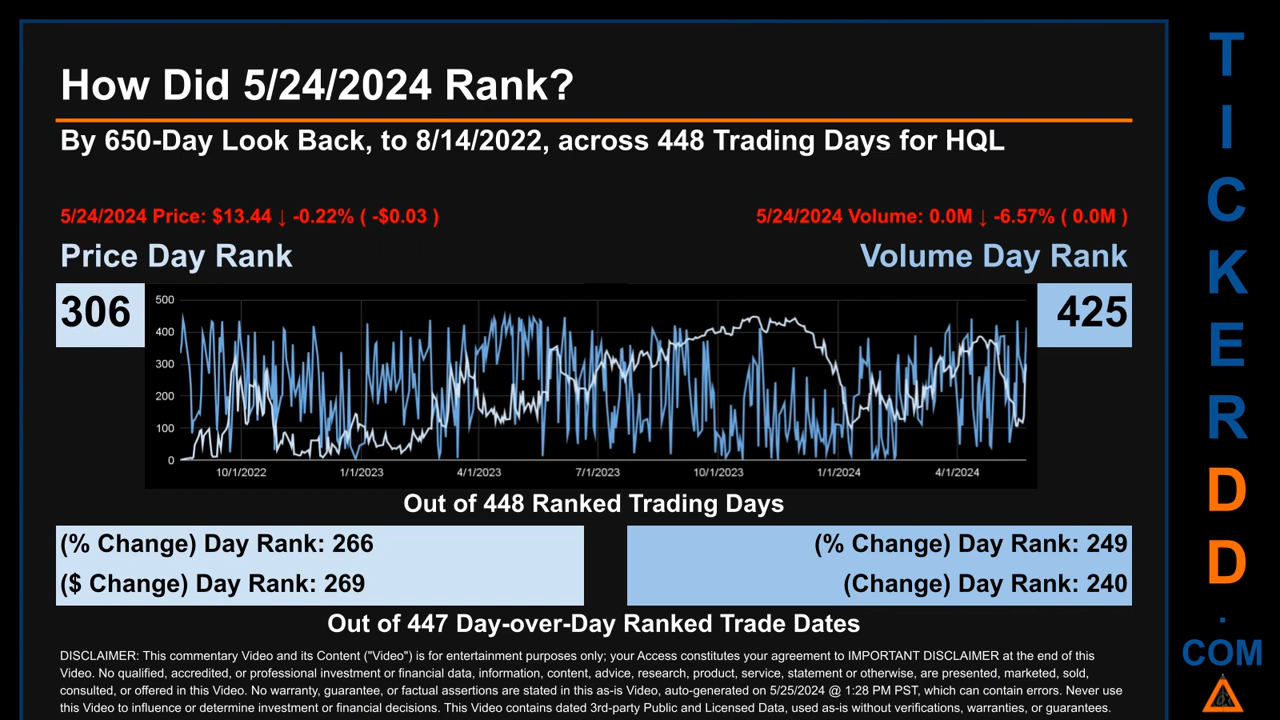 How Did 5/24/2024 Rank?
By 650-Day Look Back, to 8/14/2022, across 448 Trading Days for HQL
5/24/2024 Price: $13.44 ↓ -0.22% ( -$0.03 )
5/24/2024 Volume: 0.0M ↓ -6.57% ( 0.0M )
Price Day Rank
Volume Day Rank
306
425
500
400
300
200
100
0
10/1/2022
1/1/2023
4/1/2023
7/1/2023
10/1/2023
1/1/2024
4/1/2024
Out of 448 Ranked Trading Days
(% Change) Day Rank: 266
($ Change) Day Rank: 269
(% Change) Day Rank: 249
(Change) Day Rank: 240
Out of 447 Day-over-Day Ranked Trade Dates
DISCLAIMER: This commentary Video and its Content ("Video") is for entertainment purposes only; your Access constitutes your agreement to IMPORTANT DISCLAIMER at the end of this
Video. No qualified, accredited, or professional investment or financial data, information, content, advice, research, product, service, statement or otherwise, are presented, marketed, sold,
consulted, or offered in this Video. No warranty, guarantee, or factual assertions are stated in this as-is Video, auto-generated on 5/25/2024 @ 1:28 PM PST, which can contain errors. Never use
this Video to influence or determine investment or financial decisions. This Video contains dated 3rd-party Public and Licensed Data, used as-is without verifications, warranties, or guarantees.
T
I
C
K
E
R
D
D
.
COM